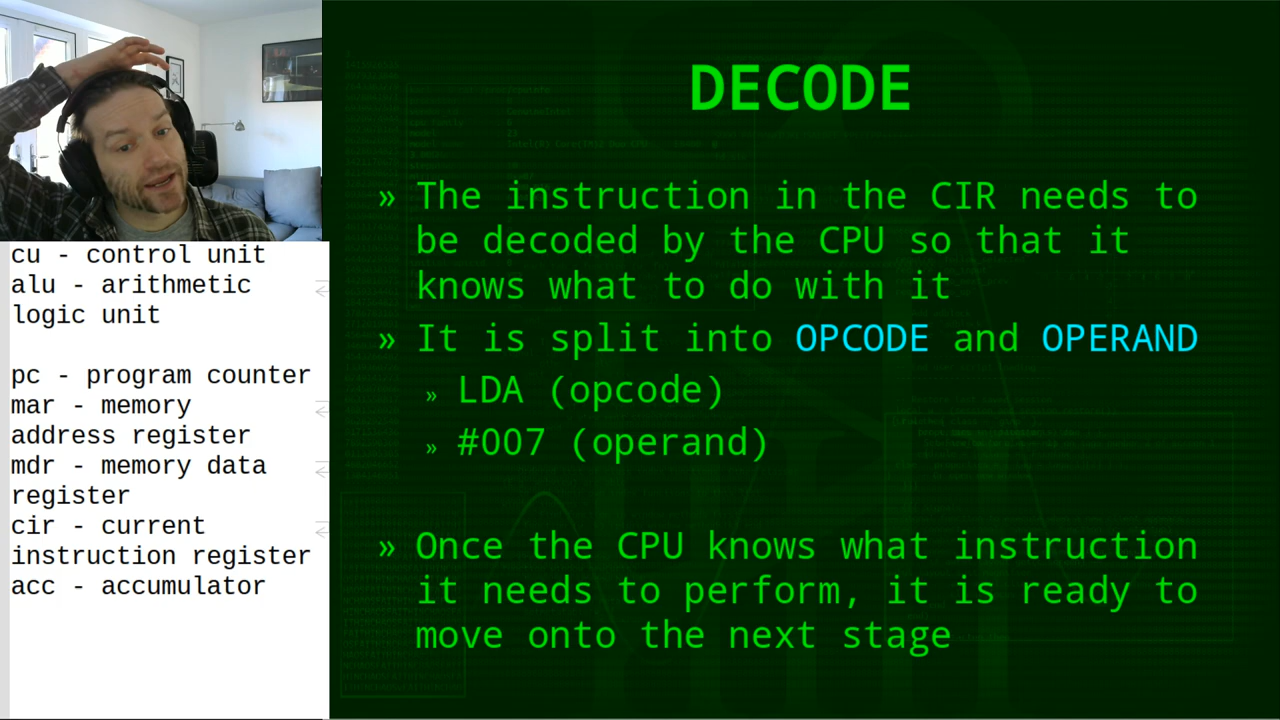 cu - control unit
alu - arithmetic
logic unit
pc - program counter
mar - memory
address register
mdr - memory data
register
cir - current
instruction register
acc - accumulator
DECODE
» The instruction in the CIR needs to
be decoded by the CPU so that it
knows what to do with it
» It is split into OPCODE and OPERAND
» LDA (opcode)
» #007 (operand)
» Once the CPU knows what instruction
it needs to perform, it is ready to
move onto the next stage